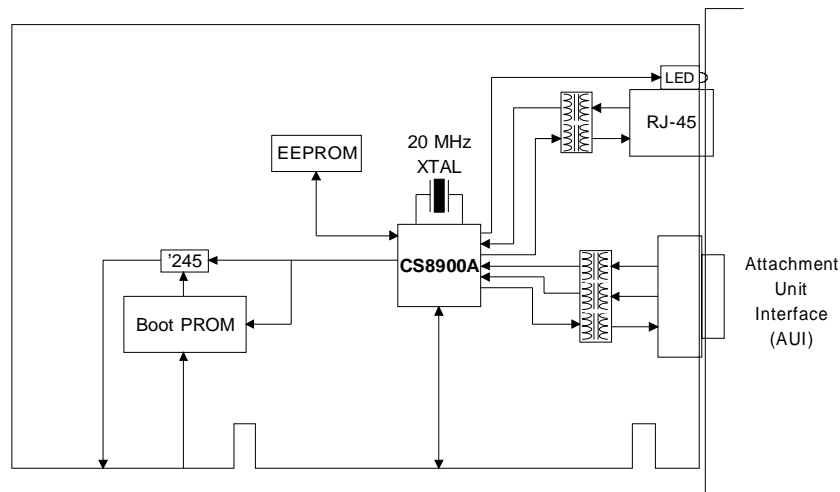 LED
RJ-45
20 MHz
XTAL
EEPROM
CS8900A
'245
Boot PROM
Attachment
Unit
Interface
(AUI)